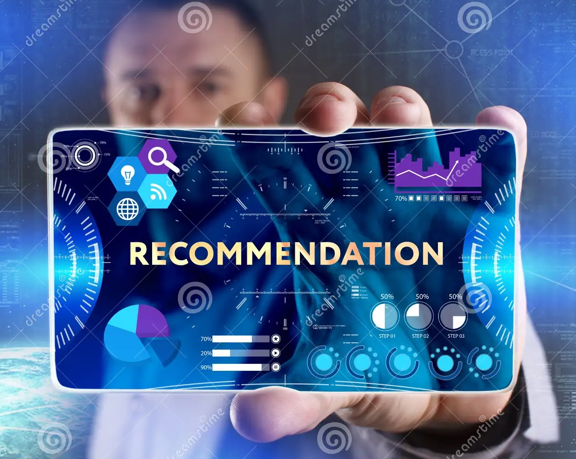 RECOMMENDATION
70%
70%
20%
90%
50%
50%
50%
STEP 01
STEP 02
STEP 03
dreamstime